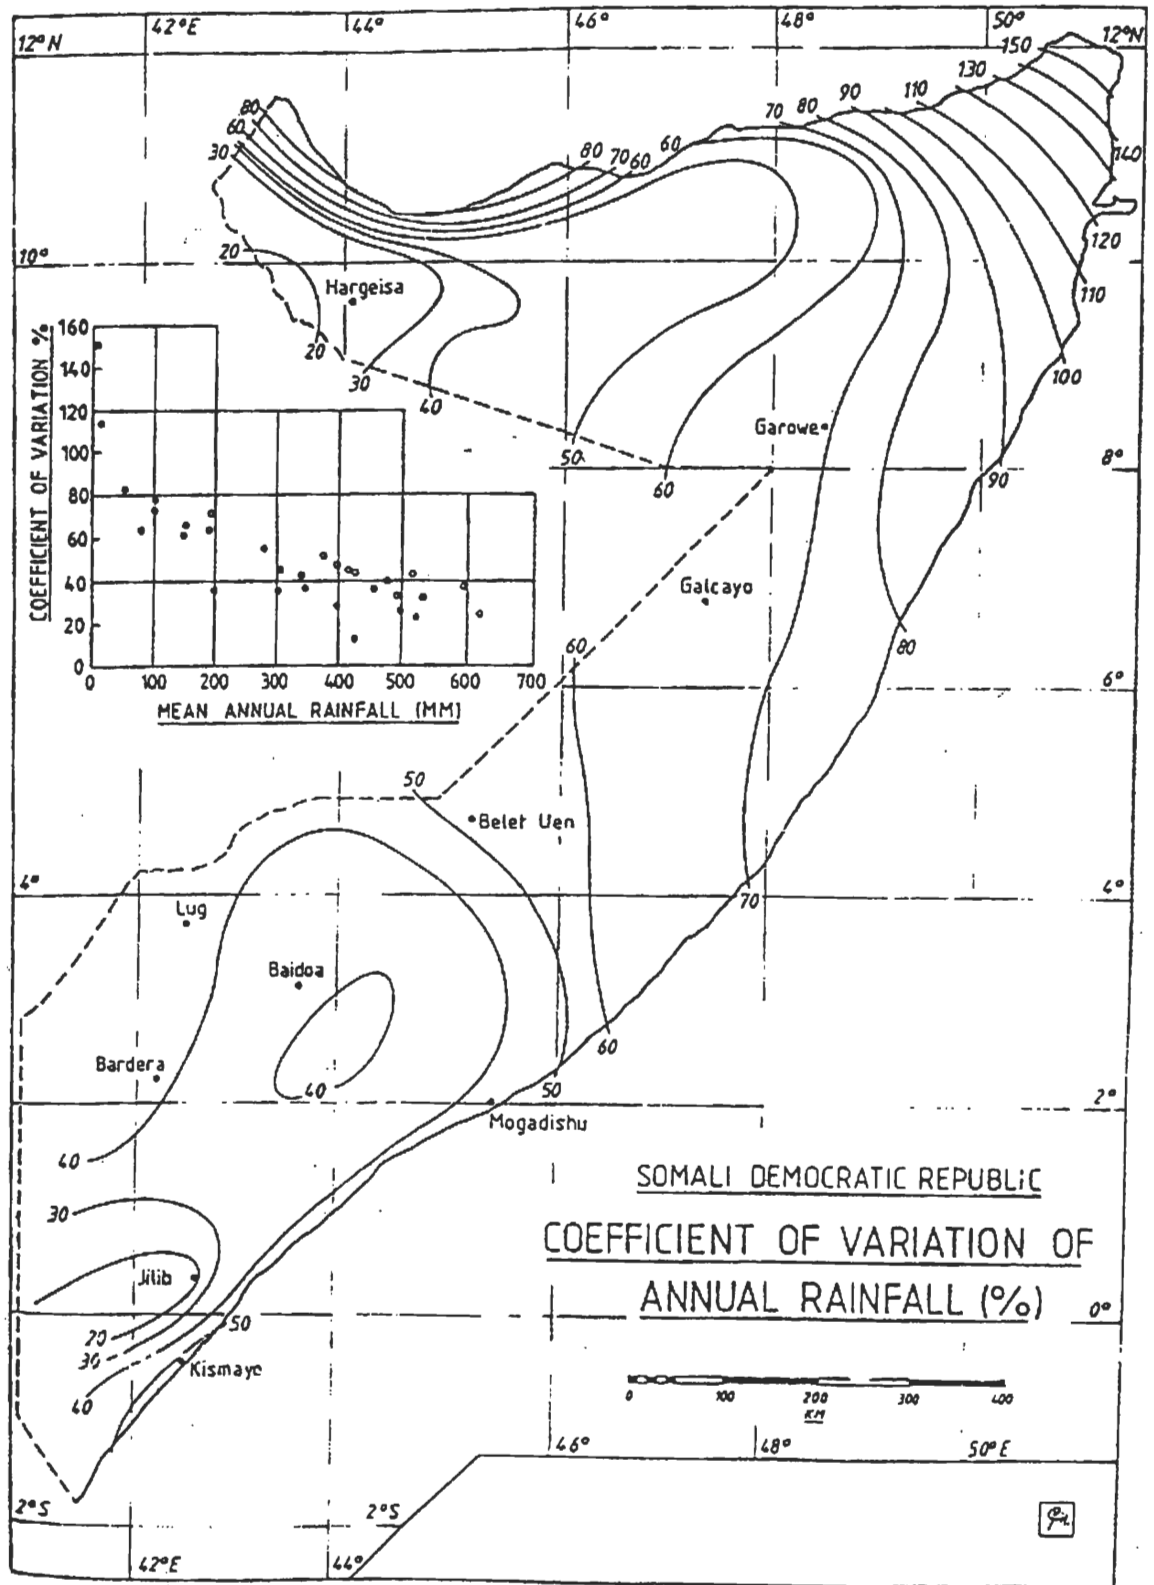 42°E 44° 46° 48° 50°
12°N 12°N
150
130
110
90
80
70
60
80
60
30
80 70 60
140
120
110
100
90
10°
20
Hargeisa
20
30
40
50
60
Garowe
8°
Galcayo
80
60
6°
COEFFICIENT OF VARIATION %
160
140
120
100
80
60
40
20
0
0 100 200 300 400 500 600 700
MEAN ANNUAL RAINFALL (MM)
50
Belet Uen
4° 4°
70
Lug
Baidoa
60
Bardera
40
50
2°
Mogadishu
40
30
Jilib
20
30
40
50
Kismayo
SOMALI DEMOCRATIC REPUBLIC
COEFFICIENT OF VARIATION OF
ANNUAL RAINFALL (%)
0°
0 100 200 300 400
KM
46° 48° 50°E
2°S 2°S
42°E 44°